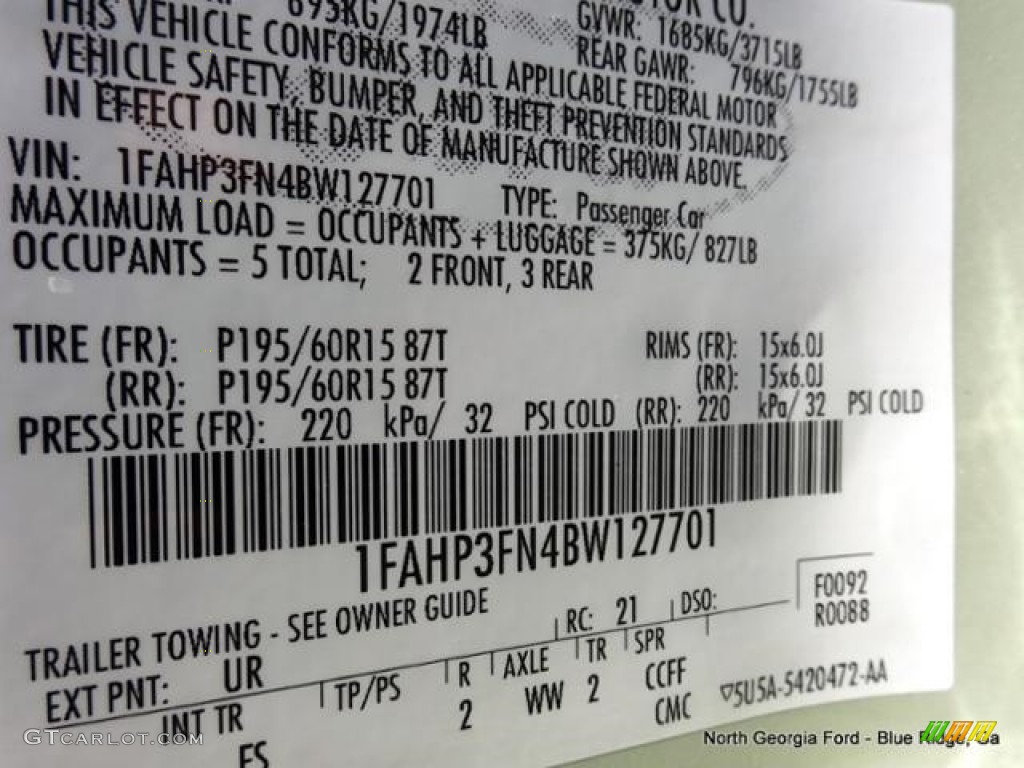 OR CO.
695KG/1974LB GVWR: 1685KG/3715LB
THIS VEHICLE CONFORMS TO ALL APPLICABLE FEDERAL MOTOR REAR GAWR: 796KG/1755LB
VEHICLE SAFETY, BUMPER, AND THEFT PREVENTION STANDARDS
IN EFFECT ON THE DATE OF MANUFACTURE SHOWN ABOVE.
VIN: 1FAHP3FN4BW127701 TYPE: Passenger Car
MAXIMUM LOAD = OCCUPANTS + LUGGAGE = 375KG/ 827LB
OCCUPANTS = 5 TOTAL; 2 FRONT, 3 REAR
TIRE (FR): P195/60R15 87T RIMS (FR): 15x6.0J
(RR): P195/60R15 87T (RR): 15x6.0J
PRESSURE (FR): 220 kPa/ 32 PSI COLD (RR): 220 kPa/ 32 PSI COLD
1FAHP3FN4BW127701
F0092
TRAILER TOWING - SEE OWNER GUIDE RC: 21 DSO: R0088
EXT PNT: UR TP/PS R AXLE TR SPR
INT TR 2 WW 2 CCFF 5U5A-5420472-AA
FS CMC
GTCARLOT.COM
North Georgia Ford - Blue Ridge, Ga